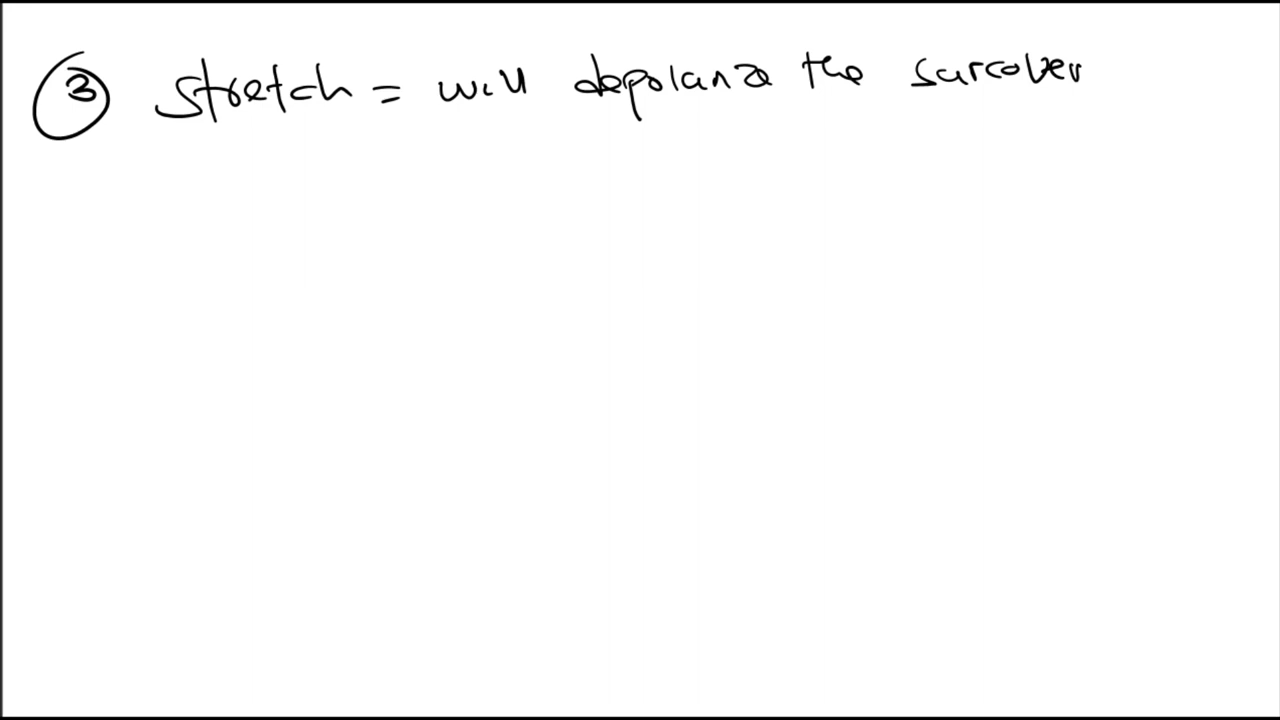 ③ Stretch = will depolarize the sarcolem